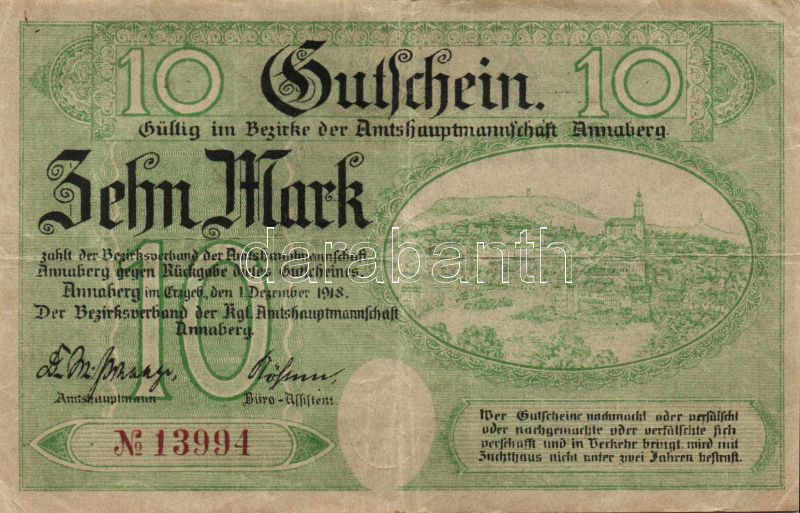 10 Gutschein. 10
Gültig im Bezirke der Amtshauptmannschaft Annaberg.
Zehn Mark
zahlt der Bezirksverband der Amtshauptmannschaft
Annaberg gegen Rückgabe dieses Gutscheines.
Annaberg im Erzgeb., den 1. Dezember 1918.
Der Bezirksverband der Kgl. Amtshauptmannschaft
Annaberg.
10
Amtshauptmann Büro-Assistent
№ 13994
Wer Gutscheine nachmacht oder verfälscht
oder nachgemachte oder verfälschte sich
verschafft und in Verkehr bringt, wird mit
Zuchthaus nicht unter zwei Jahren bestraft.
darabanth